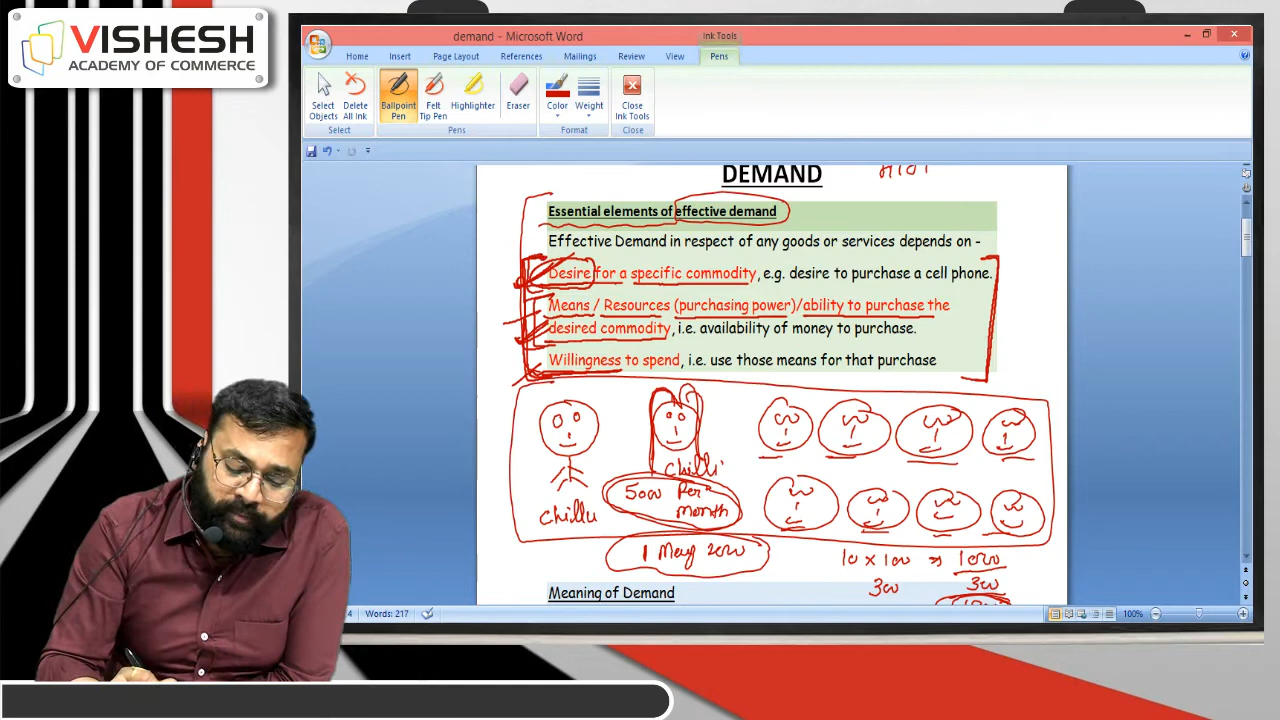 VISHESH
ACADEMY OF COMMERCE
demand - Microsoft Word
Ink Tools
Home Insert Page Layout References Mailings Review View Pens
Select Objects
Delete All Ink
Ballpoint Pen
Felt Tip Pen
Highlighter
Eraser
Color
Weight
Close Ink Tools
Select
Pens
Format
Close
DEMAND
Essential elements of effective demand
Effective Demand in respect of any goods or services depends on -
Desire for a specific commodity, e.g. desire to purchase a cell phone.
Means / Resources (purchasing power)/ability to purchase the
desired commodity, i.e. availability of money to purchase.
Willingness to spend, i.e. use those means for that purchase
chilli
chillu
5000 Per
month
10 x 100 ⇒ 1000
300 300
Meaning of Demand
4 Words: 217
100%